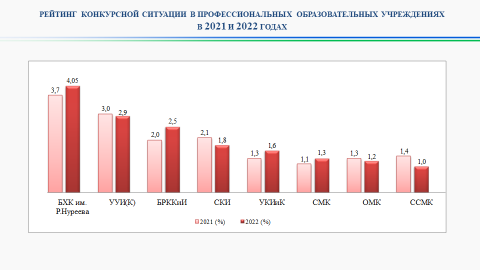 РЕЙТИНГ КОНКУРСНОЙ СИТУАЦИИ В ПРОФЕССИОНАЛЬНЫХ ОБРАЗОВАТЕЛЬНЫХ УЧРЕЖДЕНИЯХ
В 2021 И 2022 ГОДАХ
3,7 4,05 3,0 2,9 2,0 2,5 2,1 1,8 1,3 1,6 1,1 1,3 1,3 1,2 1,4 1,0
БХК им. УУИ(К) БРККиИ СКИ УКИиК СМК ОМК ССМК
Р.Нуреева
2021 (%) 2022 (%)